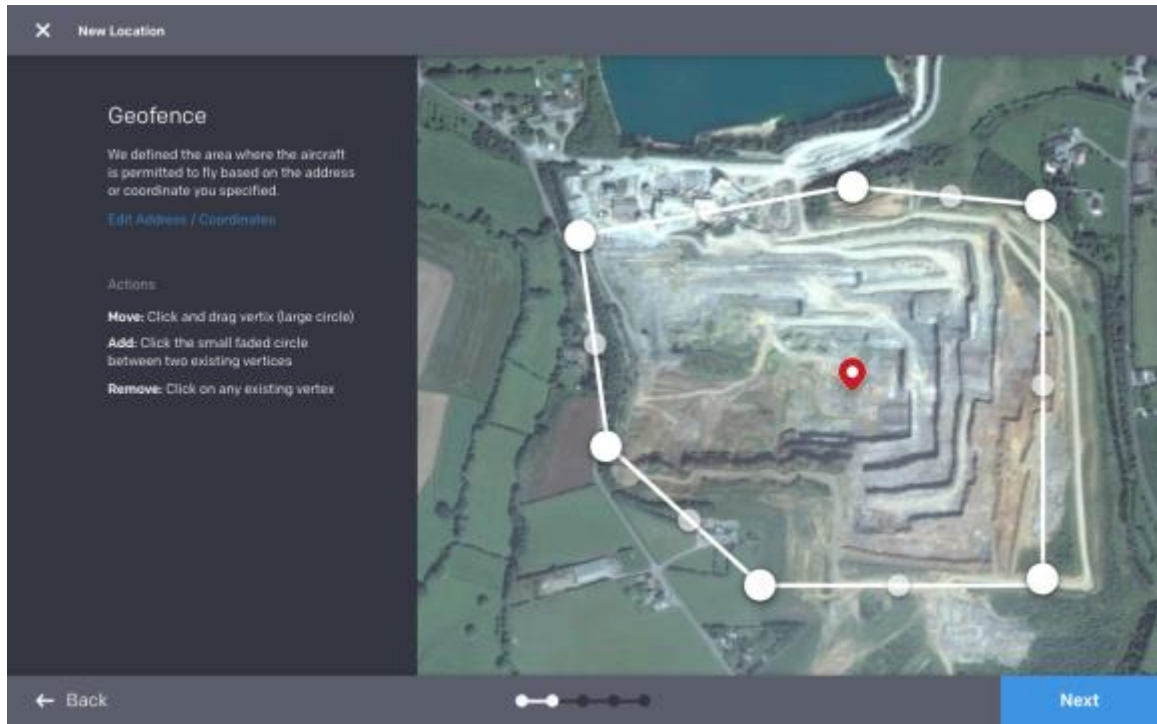 New Location
Geofence
We defined the area where the aircraft
is permitted to fly based on the address
or coordinate you specified.
Edit Address / Coordinates
Actions
Move: Click and drag vertix (large circle)
Add: Click the small faded circle
between two existing vertices
Remove: Click on any existing vertex
Back
Next